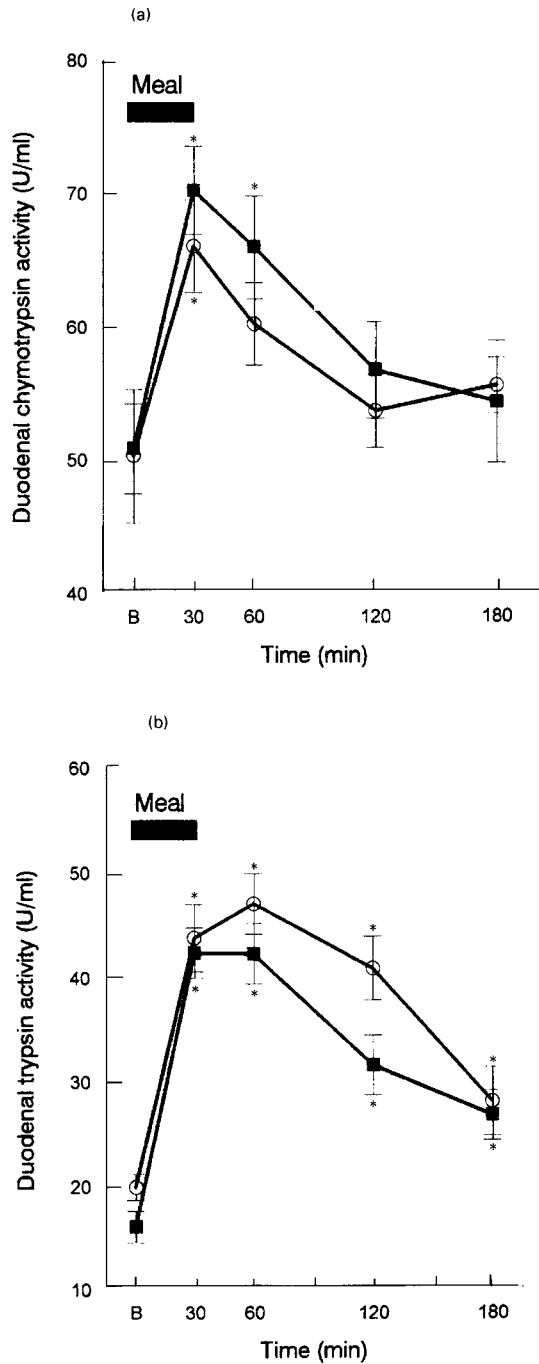 (a)
80
Meal
*
*
70
*
60
50
40
Duodenal chymotrypsin activity (U/ml)
B 30 60 120 180
Time (min)
(b)
60
Meal
50
*
*
*
40
*
*
*
30
*
*
20
10
Duodenal trypsin activity (U/ml)
B 30 60 120 180
Time (min)